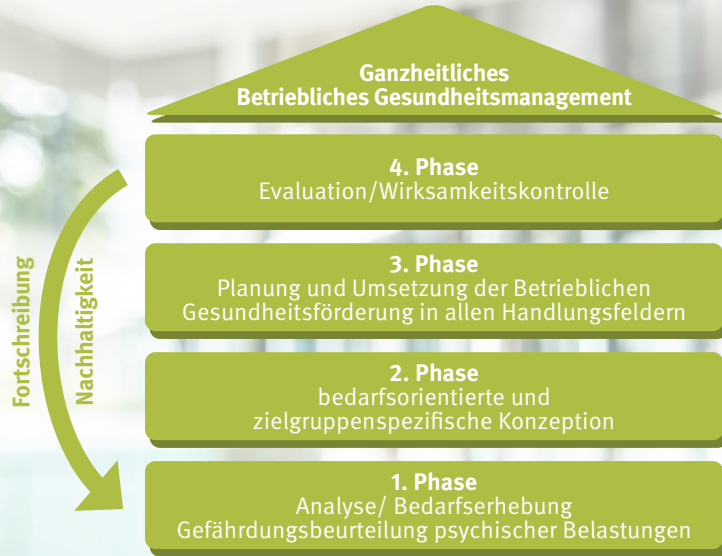 Ganzheitliches
Betriebliches Gesundheitsmanagement
4. Phase
Evaluation/Wirksamkeitskontrolle
3. Phase
Planung und Umsetzung der Betrieblichen
Gesundheitsförderung in allen Handlungsfeldern
2. Phase
bedarfsorientierte und
zielgruppenspezifische Konzeption
1. Phase
Analyse/ Bedarfserhebung
Gefährdungsbeurteilung psychischer Belastungen
Fortschreibung
Nachhaltigkeit